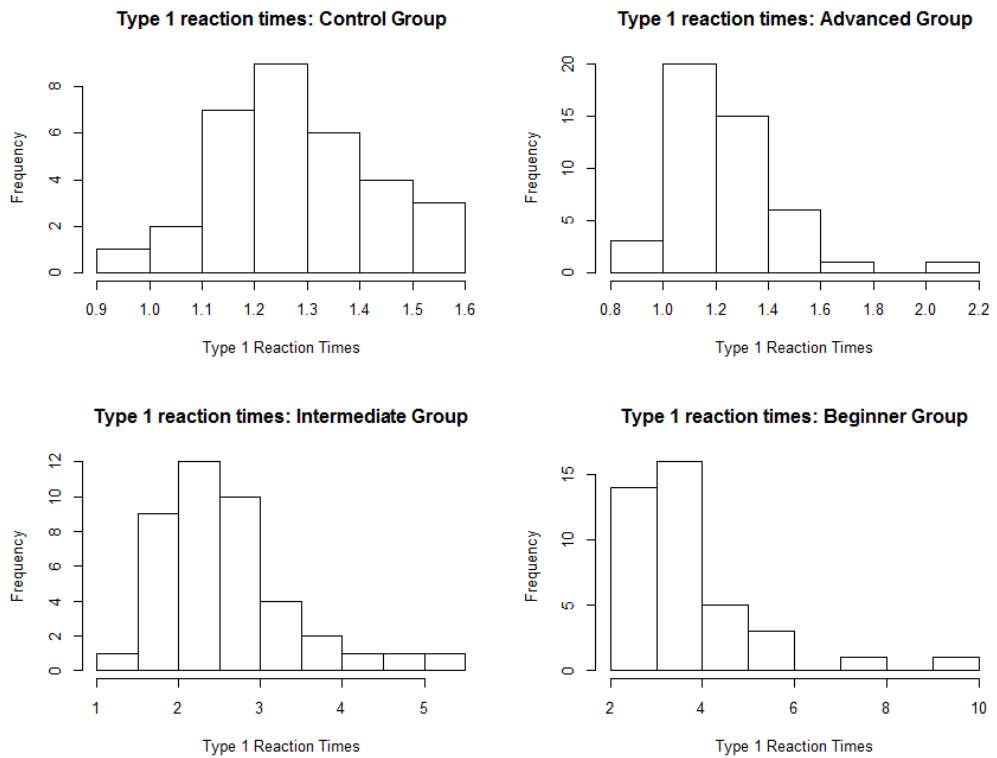 Type 1 reaction times: Control Group
Frequency
8
6
4
2
0
0.9 1.0 1.1 1.2 1.3 1.4 1.5 1.6
Type 1 Reaction Times
Type 1 reaction times: Advanced Group
Frequency
20
15
10
5
0
0.8 1.0 1.2 1.4 1.6 1.8 2.0 2.2
Type 1 Reaction Times
Type 1 reaction times: Intermediate Group
Frequency
12
10
8
6
4
2
0
1 2 3 4 5
Type 1 Reaction Times
Type 1 reaction times: Beginner Group
Frequency
15
10
5
0
2 4 6 8 10
Type 1 Reaction Times